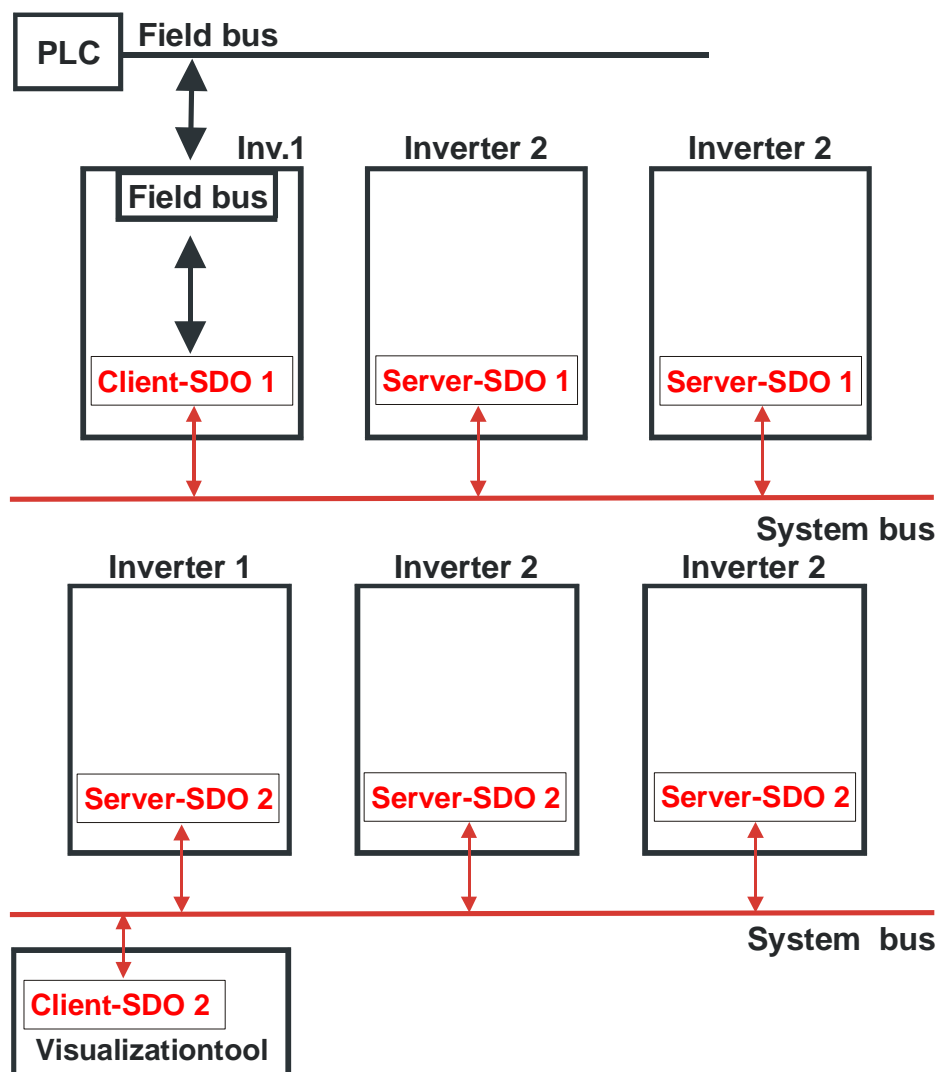 PLC
Field bus
Inv.1
Inverter 2
Inverter 2
Field bus
Client-SDO 1
Server-SDO 1
Server-SDO 1
System bus
Inverter 1
Inverter 2
Inverter 2
Server-SDO 2
Server-SDO 2
Server-SDO 2
System bus
Client-SDO 2
Visualizationtool